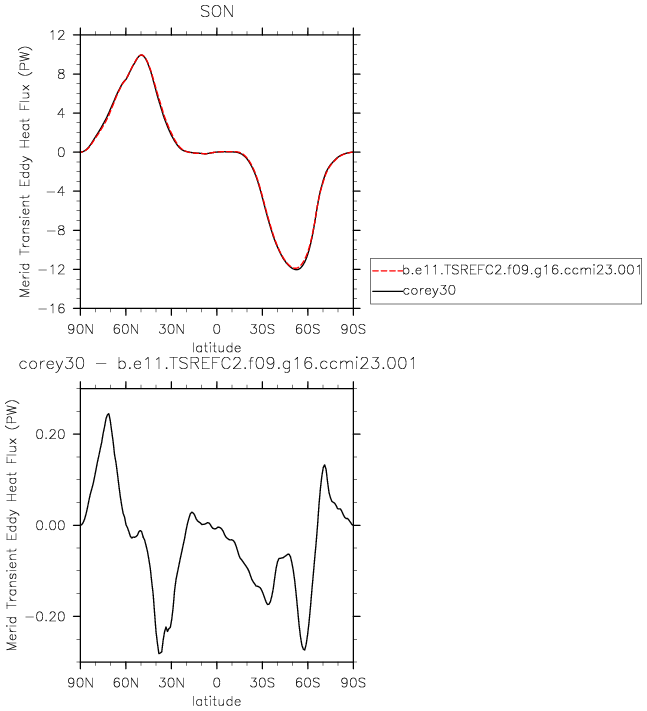 SON
Merid Transient Eddy Heat Flux (PW)
12
8
4
0
−4
−8
−12
−16
90N 60N 30N 0 30S 60S 90S
latitude
b.e11.TSREFC2.f09.g16.ccmi23.001
corey30
corey30 − b.e11.TSREFC2.f09.g16.ccmi23.001
Merid Transient Eddy Heat Flux (PW)
0.20
0.00
−0.20
90N 60N 30N 0 30S 60S 90S
latitude